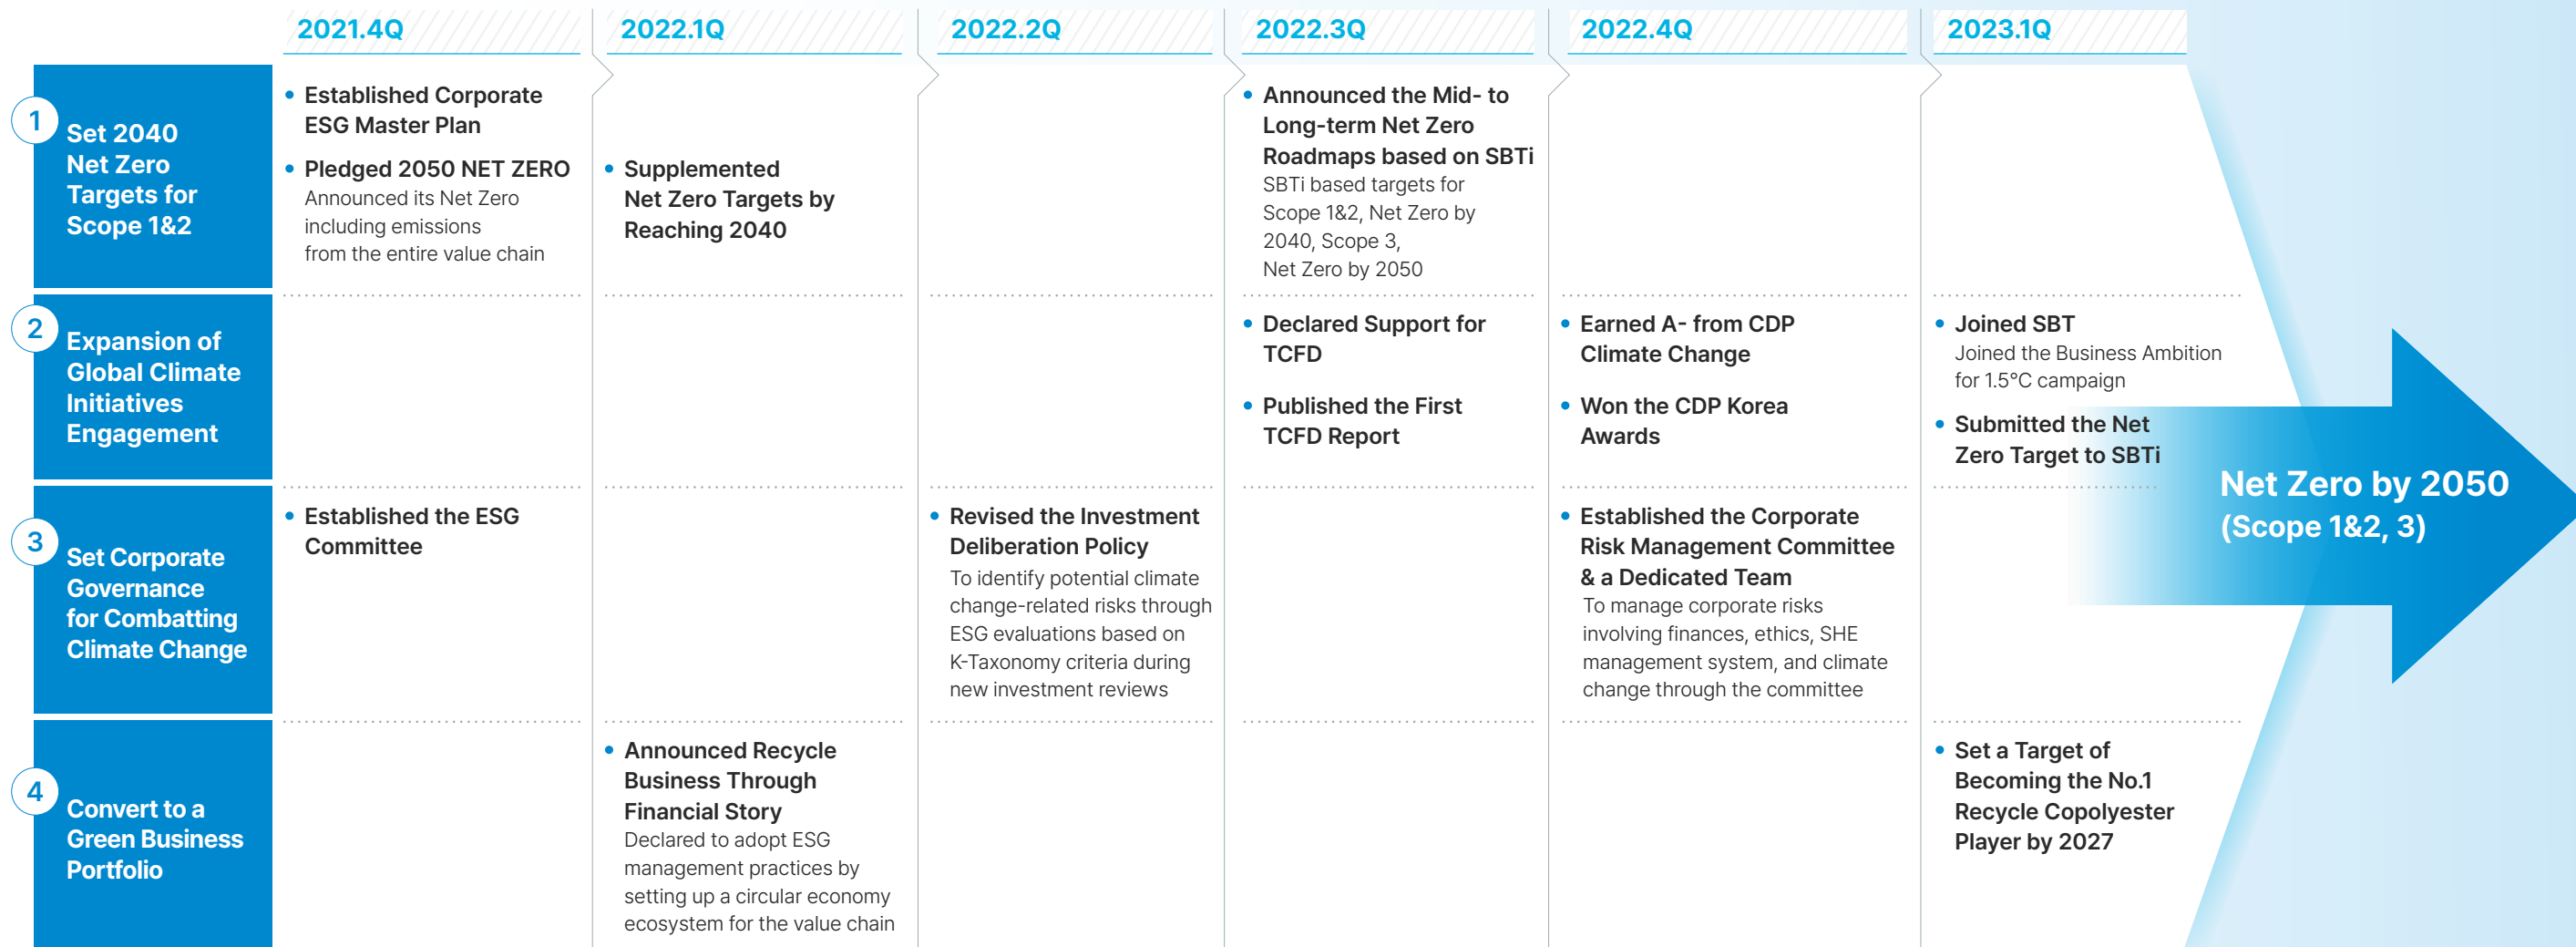 2021.4Q
2022.1Q
2022.2Q
2022.3Q
2022.4Q
2023.1Q
1
Set 2040
Net Zero
Targets for
Scope 1&2
• Established Corporate
ESG Master Plan
• Pledged 2050 NET ZERO
Announced its Net Zero
including emissions
from the entire value chain
• Supplemented
Net Zero Targets by
Reaching 2040
• Announced the Mid- to
Long-term Net Zero
Roadmaps based on SBTi
SBTi based targets for
Scope 1&2, Net Zero by
2040, Scope 3,
Net Zero by 2050
2
Expansion of
Global Climate
Initiatives
Engagement
• Declared Support for
TCFD
• Published the First
TCFD Report
• Earned A- from CDP
Climate Change
• Won the CDP Korea
Awards
• Joined SBT
Joined the Business Ambition
for 1.5°C campaign
• Submitted the Net
Zero Target to SBTi
3
Set Corporate
Governance
for Combatting
Climate Change
• Established the ESG
Committee
• Revised the Investment
Deliberation Policy
To identify potential climate
change-related risks through
ESG evaluations based on
K-Taxonomy criteria during
new investment reviews
• Established the Corporate
Risk Management Committee
& a Dedicated Team
To manage corporate risks
involving finances, ethics, SHE
management system, and climate
change through the committee
4
Convert to a
Green Business
Portfolio
• Announced Recycle
Business Through
Financial Story
Declared to adopt ESG
management practices by
setting up a circular economy
ecosystem for the value chain
• Set a Target of
Becoming the No.1
Recycle Copolyester
Player by 2027
Net Zero by 2050
(Scope 1&2, 3)